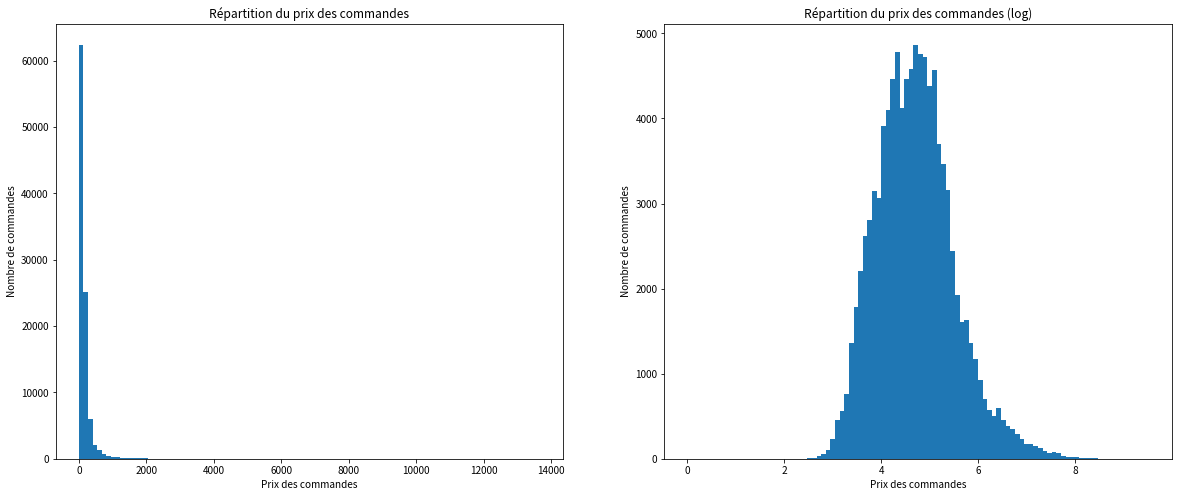 Répartition du prix des commandes
Nombre de commandes
60000
50000
40000
30000
20000
10000
0
0 2000 4000 6000 8000 10000 12000 14000
Prix des commandes
Répartition du prix des commandes (log)
Nombre de commandes
5000
4000
3000
2000
1000
0
0 2 4 6 8
Prix des commandes